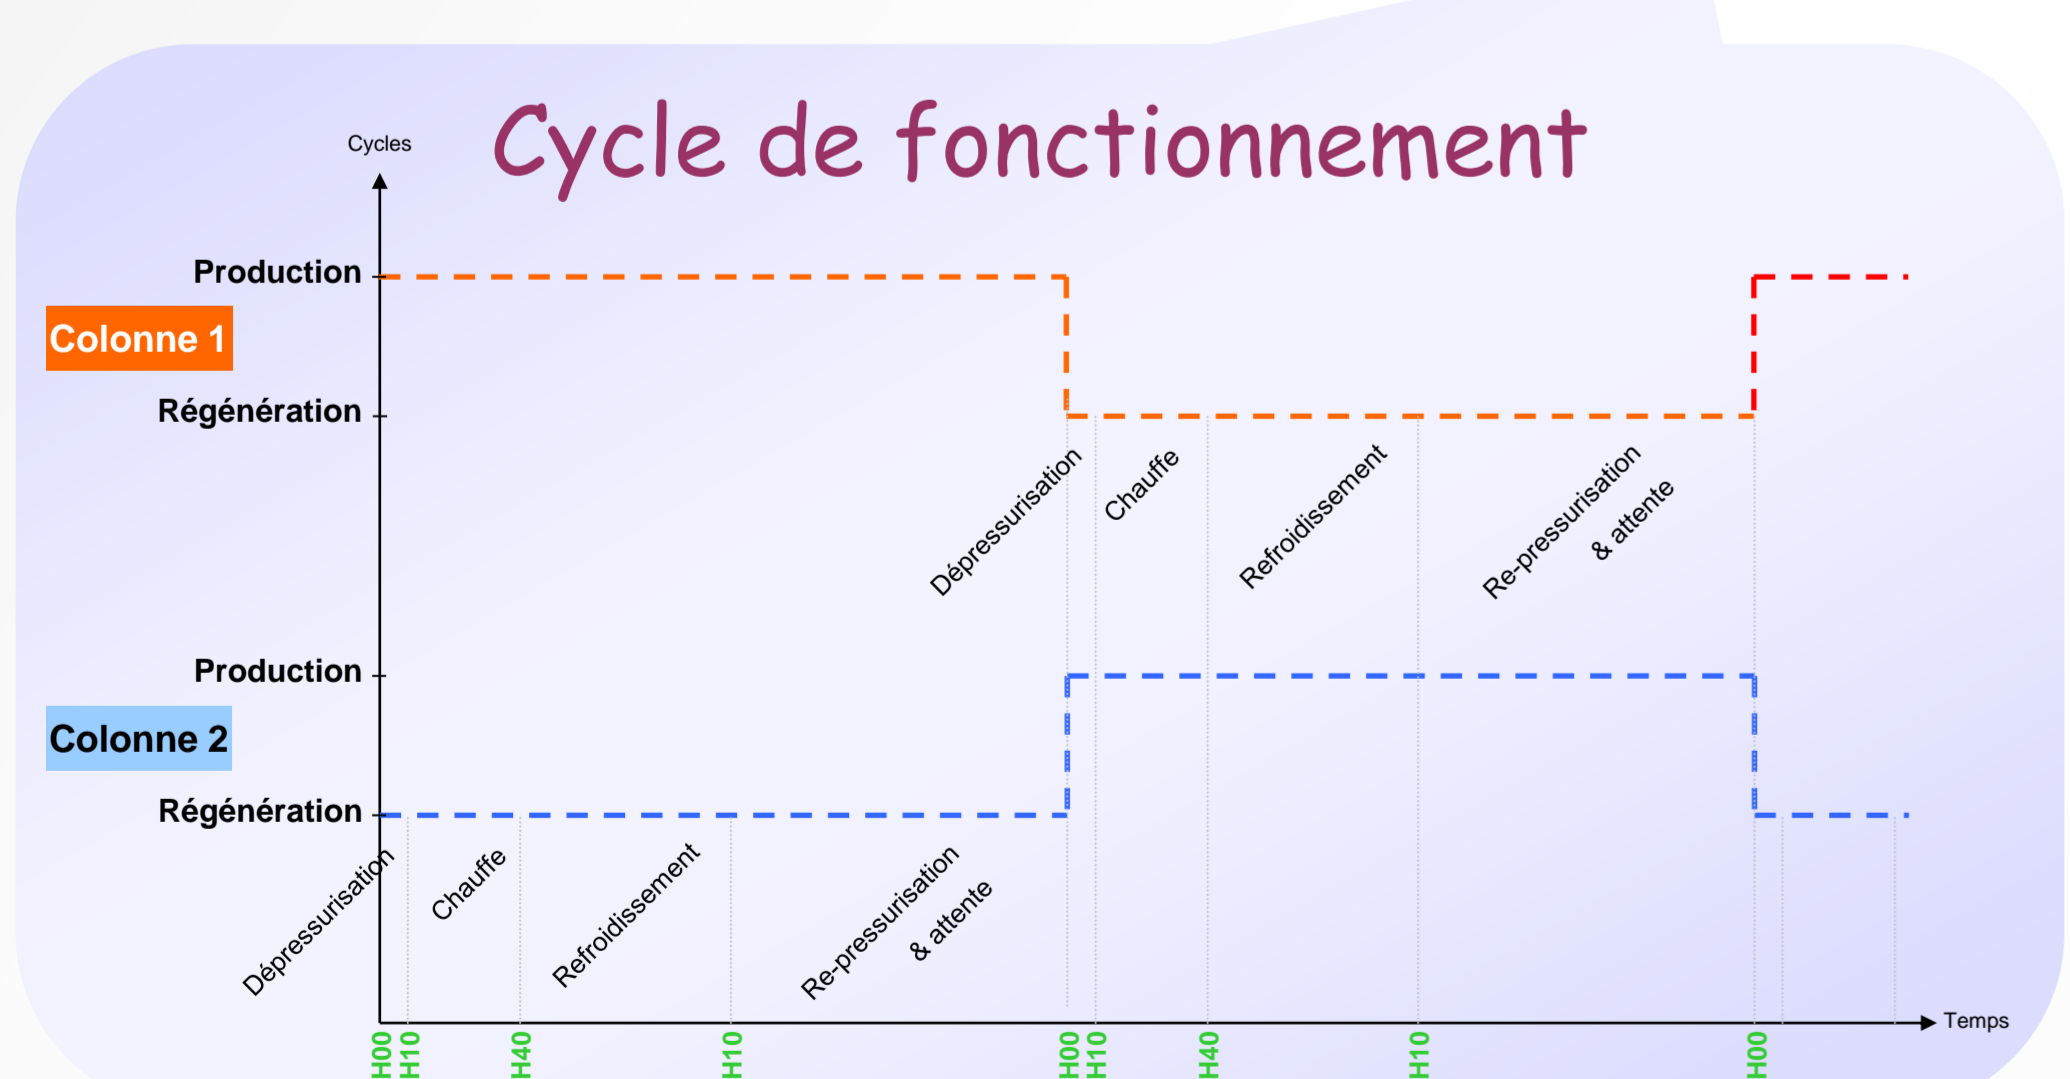 Cycle de fonctionnement
Cycles
Production
Colonne 1
Régénération
Dépressurisation
Chauffe
Refroidissement
Re-pressurisation
& attente
Production
Colonne 2
Régénération
Dépressurisation
Chauffe
Refroidissement
Re-pressurisation
& attente
Temps
H00
H10
H40
H10
H00
H10
H40
H10
H00